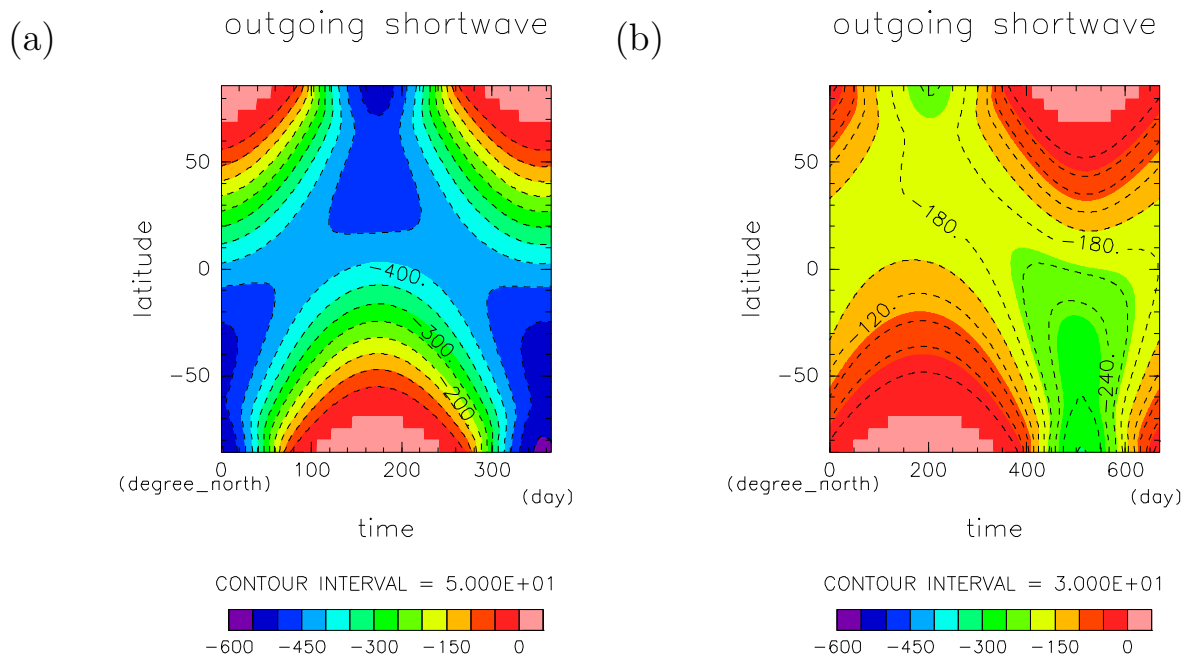 (a)
outgoing shortwave
latitude
50
0
−50
−400.
−300.
−200
0 100 200 300
(degree_north)
(day)
time
CONTOUR INTERVAL = 5.000E+01
−600 −450 −300 −150 0
(b)
outgoing shortwave
latitude
50
0
−50
−180.
−180.
120.
−240
0 200 400 600
(degree_north)
(day)
time
CONTOUR INTERVAL = 3.000E+01
−600 −450 −300 −150 0